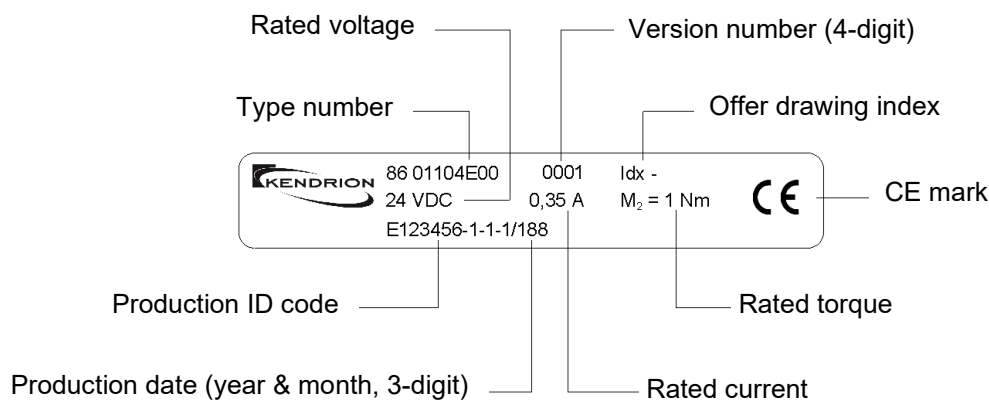 Rated voltage
Version number (4-digit)
Type number
Offer drawing index
KENDRION
86 01104E00 0001 Idx -
24 VDC 0,35 A M₂ = 1 Nm
CE
E123456-1-1-1/188
CE mark
Production ID code
Rated torque
Production date (year & month, 3-digit)
Rated current